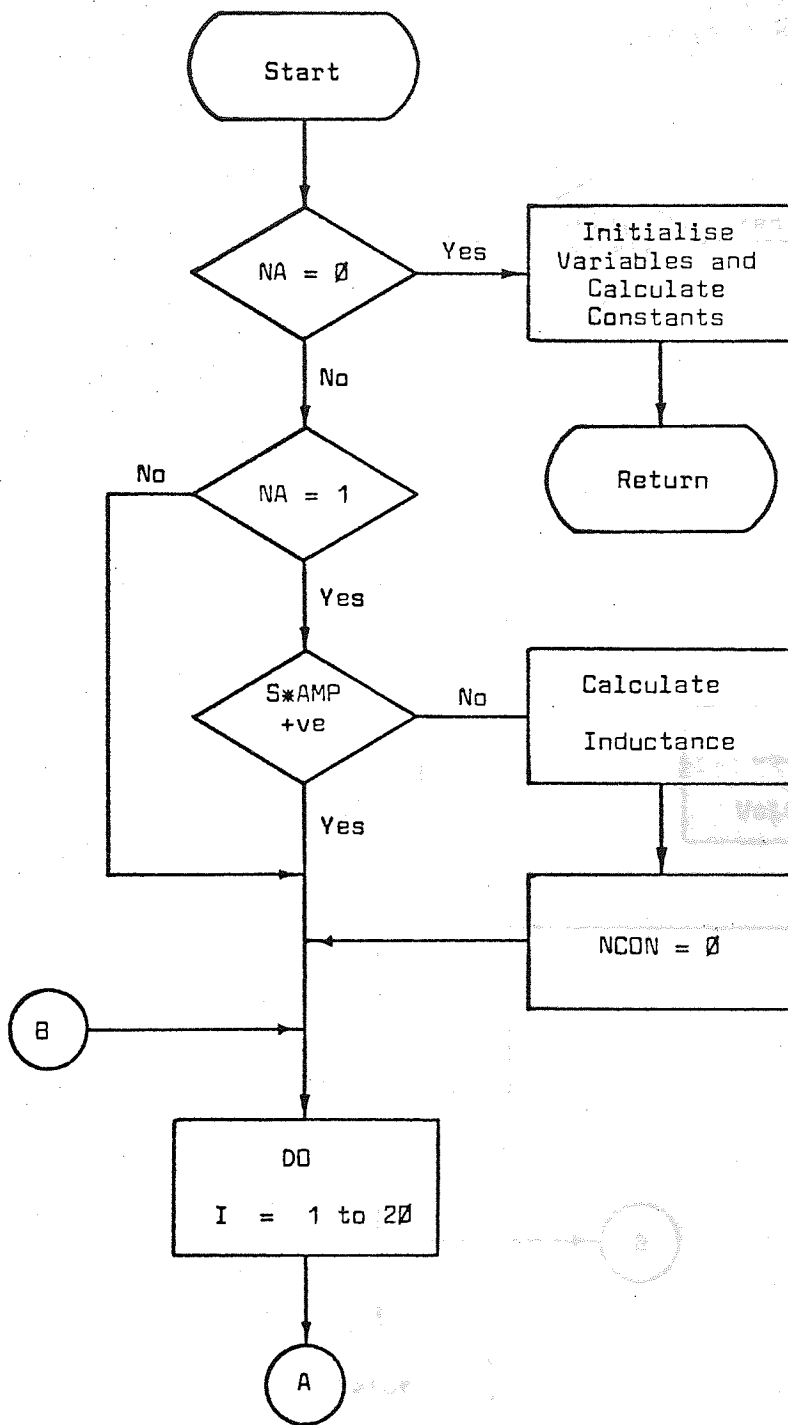 Start
NA = Ø
Yes
Initialise
Variables and
Calculate
Constants
No
Return
No
NA = 1
Yes
S*AMP
+ve
No
Calculate
Inductance
Yes
NCON = Ø
B
DO
I = 1 to 2Ø
A